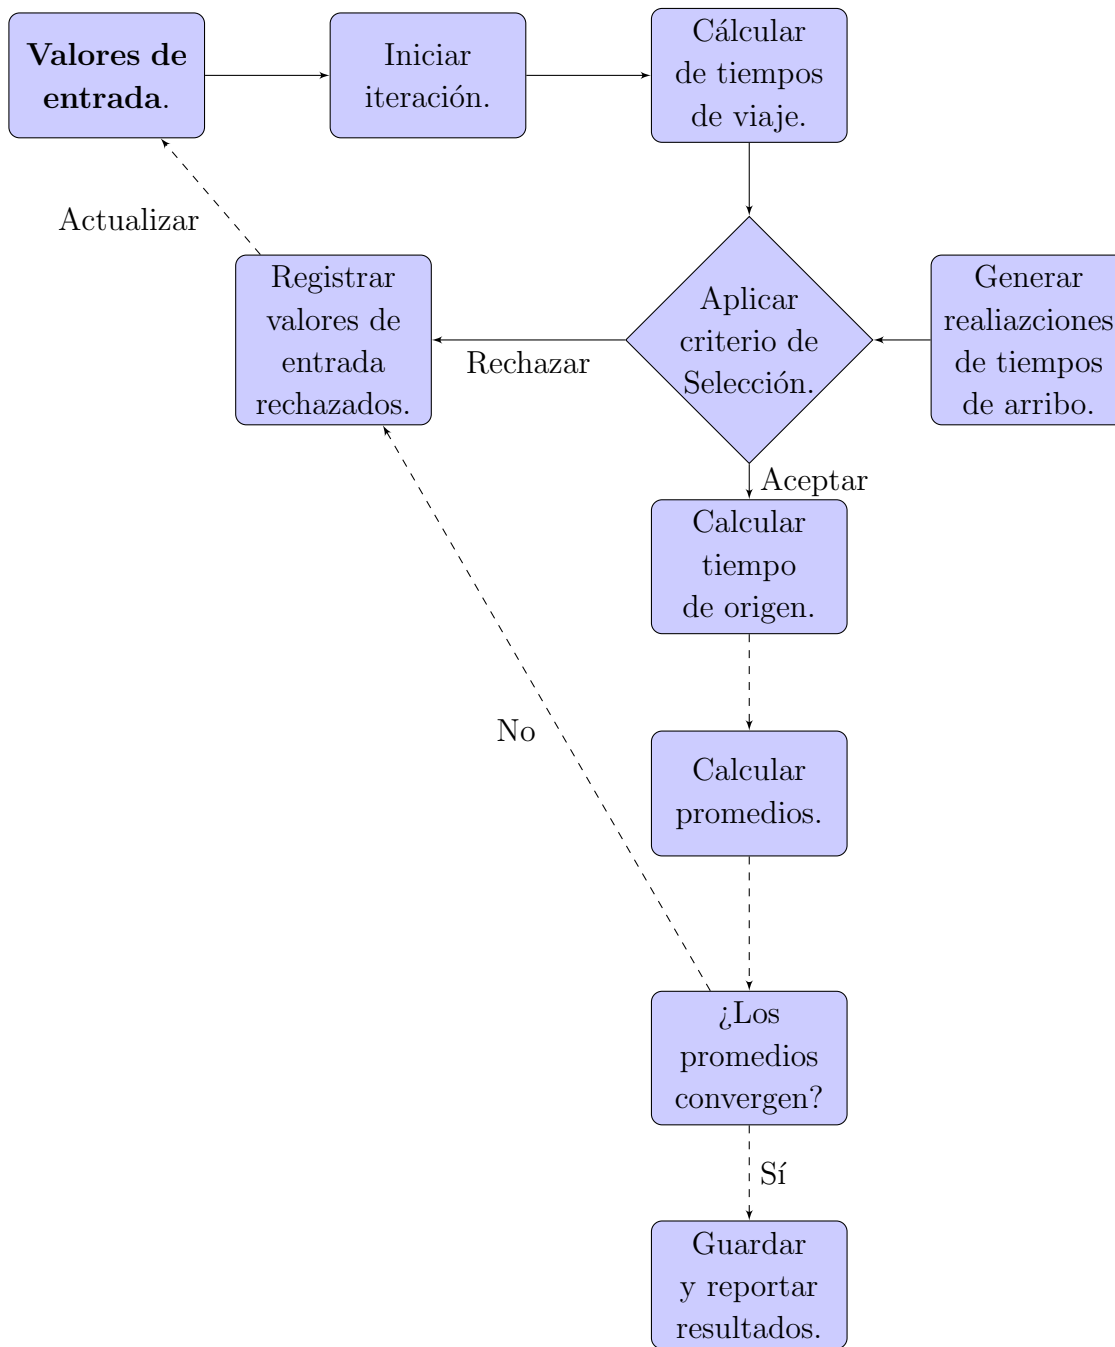 Valores de
entrada.
Iniciar
iteración.
Cálcular
de tiempos
de viaje.
Actualizar
Registrar
valores de
entrada
rechazados.
Rechazar
Aplicar
criterio de
Selección.
Generar
realiazciones
de tiempos
de arribo.
Aceptar
Calcular
tiempo
de origen.
No
Calcular
promedios.
¿Los
promedios
convergen?
Sí
Guardar
y reportar
resultados.